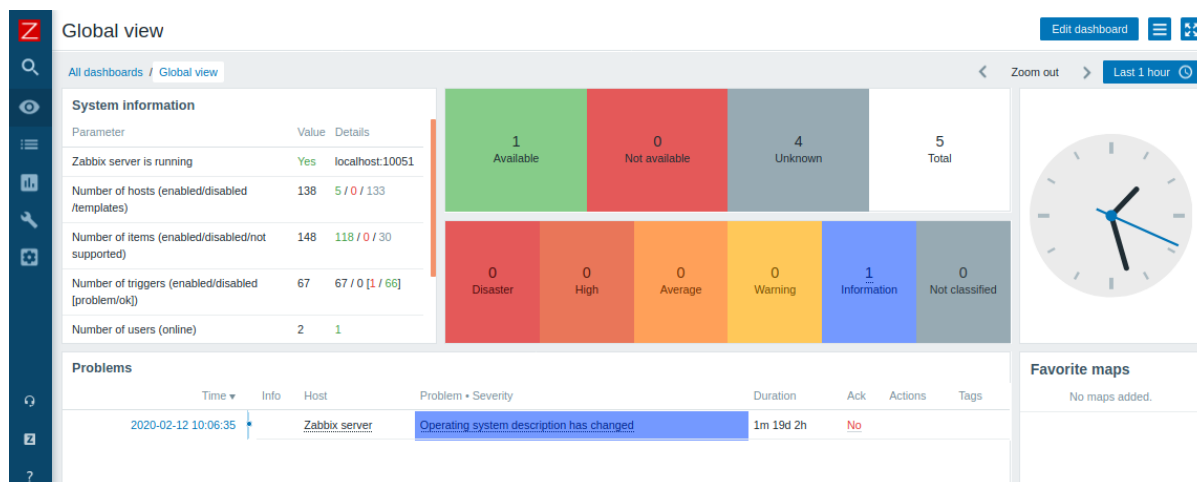 Z
Global view
Edit dashboard
All dashboards / Global view
Zoom out
Last 1 hour
System information
Parameter Value Details
Zabbix server is running Yes localhost:10051
Number of hosts (enabled/disabled 138 5 / 0 / 133
/templates)
Number of items (enabled/disabled/not 148 118 / 0 / 30
supported)
Number of triggers (enabled/disabled 67 67 / 0 [1 / 66]
[problem/ok])
Number of users (online) 2 1
1 0 4 5
Available Not available Unknown Total
0 0 0 0 1 0
Disaster High Average Warning Information Not classified
Problems
Time ▾ Info Host Problem • Severity Duration Ack Actions Tags
2020-02-12 10:06:35 Zabbix server Operating system description has changed 1m 19d 2h No
Favorite maps
No maps added.
Z
?